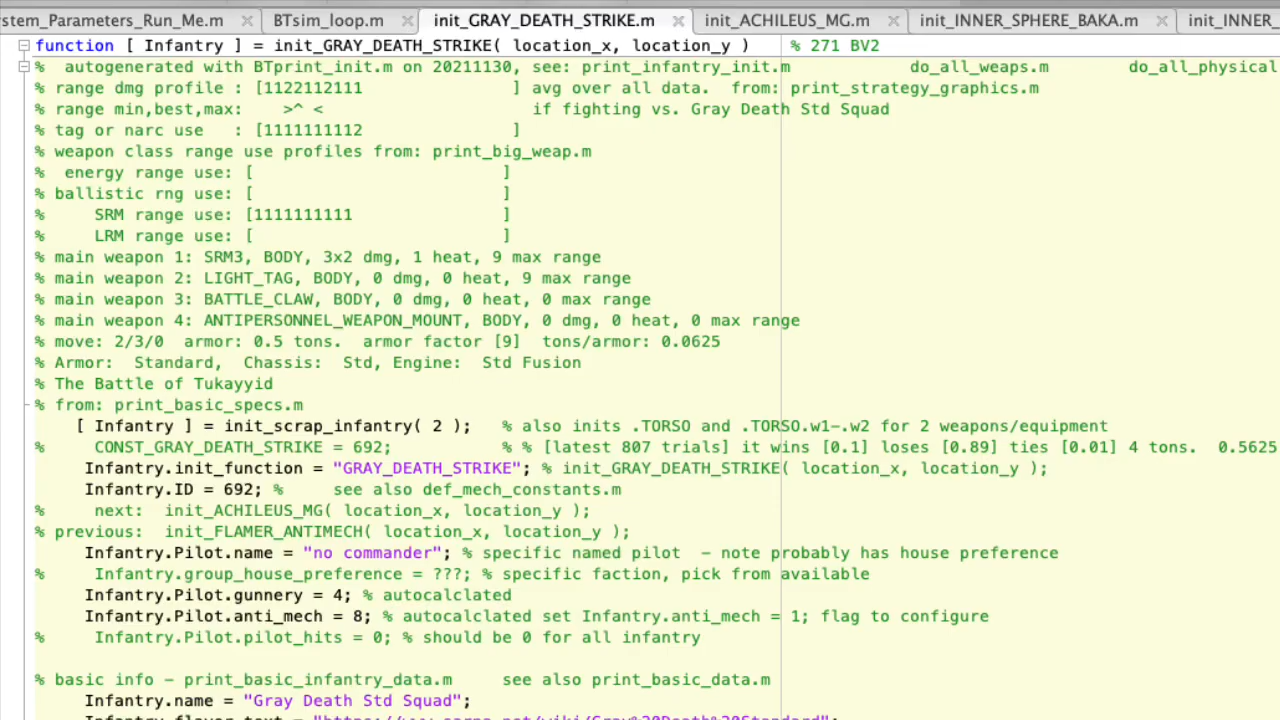 stem_Parameters_Run_Me.m × BTsim_loop.m × init_GRAY_DEATH_STRIKE.m × init_ACHILEUS_MG.m × init_INNER_SPHERE_BAKA.m × init_INNER_
function [ Infantry ] = init_GRAY_DEATH_STRIKE( location_x, location_y )    % 271 BV2
%  autogenerated with BTprint_init.m on 20211130, see: print_infantry_init.m            do_all_weaps.m        do_all_physical
% range dmg profile : [1122112111               ] avg over all data.  from: print_strategy_graphics.m
% range min,best,max:    >^ <                     if fighting vs. Gray Death Std Squad
% tag or narc use   : [1111111112               ]
% weapon class range use profiles from: print_big_weap.m
%  energy range use: [                         ]
% ballistic rng use: [                         ]
%     SRM range use: [1111111111               ]
%     LRM range use: [                         ]
% main weapon 1: SRM3, BODY, 3x2 dmg, 1 heat, 9 max range
% main weapon 2: LIGHT_TAG, BODY, 0 dmg, 0 heat, 9 max range
% main weapon 3: BATTLE_CLAW, BODY, 0 dmg, 0 heat, 0 max range
% main weapon 4: ANTIPERSONNEL_WEAPON_MOUNT, BODY, 0 dmg, 0 heat, 0 max range
% move: 2/3/0  armor: 0.5 tons.  armor factor [9]  tons/armor: 0.0625
% Armor:  Standard,  Chassis:  Std, Engine:  Std Fusion
% The Battle of Tukayyid
% from: print_basic_specs.m
[ Infantry ] = init_scrap_infantry( 2 );   % also inits .TORSO and .TORSO.w1-.w2 for 2 weapons/equipment
%     CONST_GRAY_DEATH_STRIKE = 692;           % % [latest 807 trials] it wins [0.1] loses [0.89] ties [0.01] 4 tons.  0.5625
Infantry.init_function = "GRAY_DEATH_STRIKE"; % init_GRAY_DEATH_STRIKE( location_x, location_y );
Infantry.ID = 692; %     see also def_mech_constants.m
%     next:  init_ACHILEUS_MG( location_x, location_y );
% previous:  init_FLAMER_ANTIMECH( location_x, location_y );
Infantry.Pilot.name = "no commander"; % specific named pilot  - note probably has house preference
%     Infantry.group_house_preference = ???; % specific faction, pick from available
Infantry.Pilot.gunnery = 4; % autocalclated
Infantry.Pilot.anti_mech = 8; % autocalclated set Infantry.anti_mech = 1; flag to configure
%     Infantry.Pilot.pilot_hits = 0; % should be 0 for all infantry
% basic info - print_basic_infantry_data.m     see also print_basic_data.m
Infantry.name = "Gray Death Std Squad";
Infantry.flavor_text = "https://www.sarna.net/wiki/Gray%20Death%20Standard";